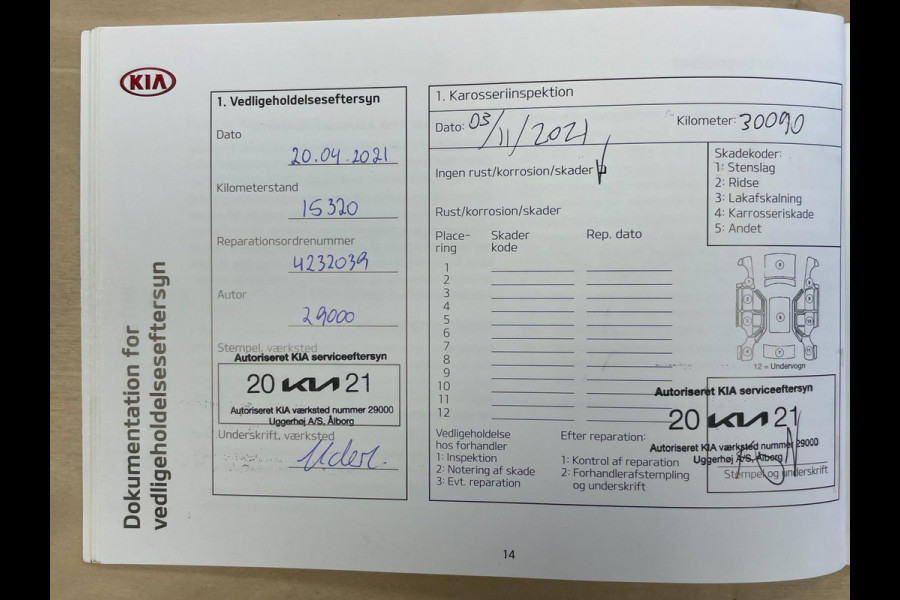 KIA
Dokumentation for
vedligeholdelseseftersyn
1. Vedligeholdelseseftersyn
Dato
20.04.2021
Kilometerstand
15320
Reparationsordrenummer
4232039
Autor
29000
Stempel, værksted
Autoriseret KIA serviceeftersyn
20 KIA 21
Autoriseret KIA værksted nummer 29000
Uggerhøj A/S, Ålborg
Underskrift, værksted
1. Karosseriinspektion
Dato: 03/11/2021
Kilometer: 30090
Ingen rust/korrosion/skader
Skadekoder:
1: Stenslag
2: Ridse
3: Lakafskalning
4: Karrosseriskade
5: Andet
Rust/korrosion/skader
Place-
ring
Skader
kode
Rep. dato
1
2
3
4
5
6
7
8
9
10
11
12
12 = Undervogn
Vedligeholdelse
hos forhandler
1: Inspektion
2: Notering af skade
3: Evt. reparation
Efter reparation:
1: Kontrol af reparation
2: Forhandlerafstempling
og underskrift
Autoriseret KIA serviceeftersyn
20 KIA 21
Autoriseret KIA værksted nummer 29000
Uggerhøj A/S, Ålborg
Stempel og underskrift
14